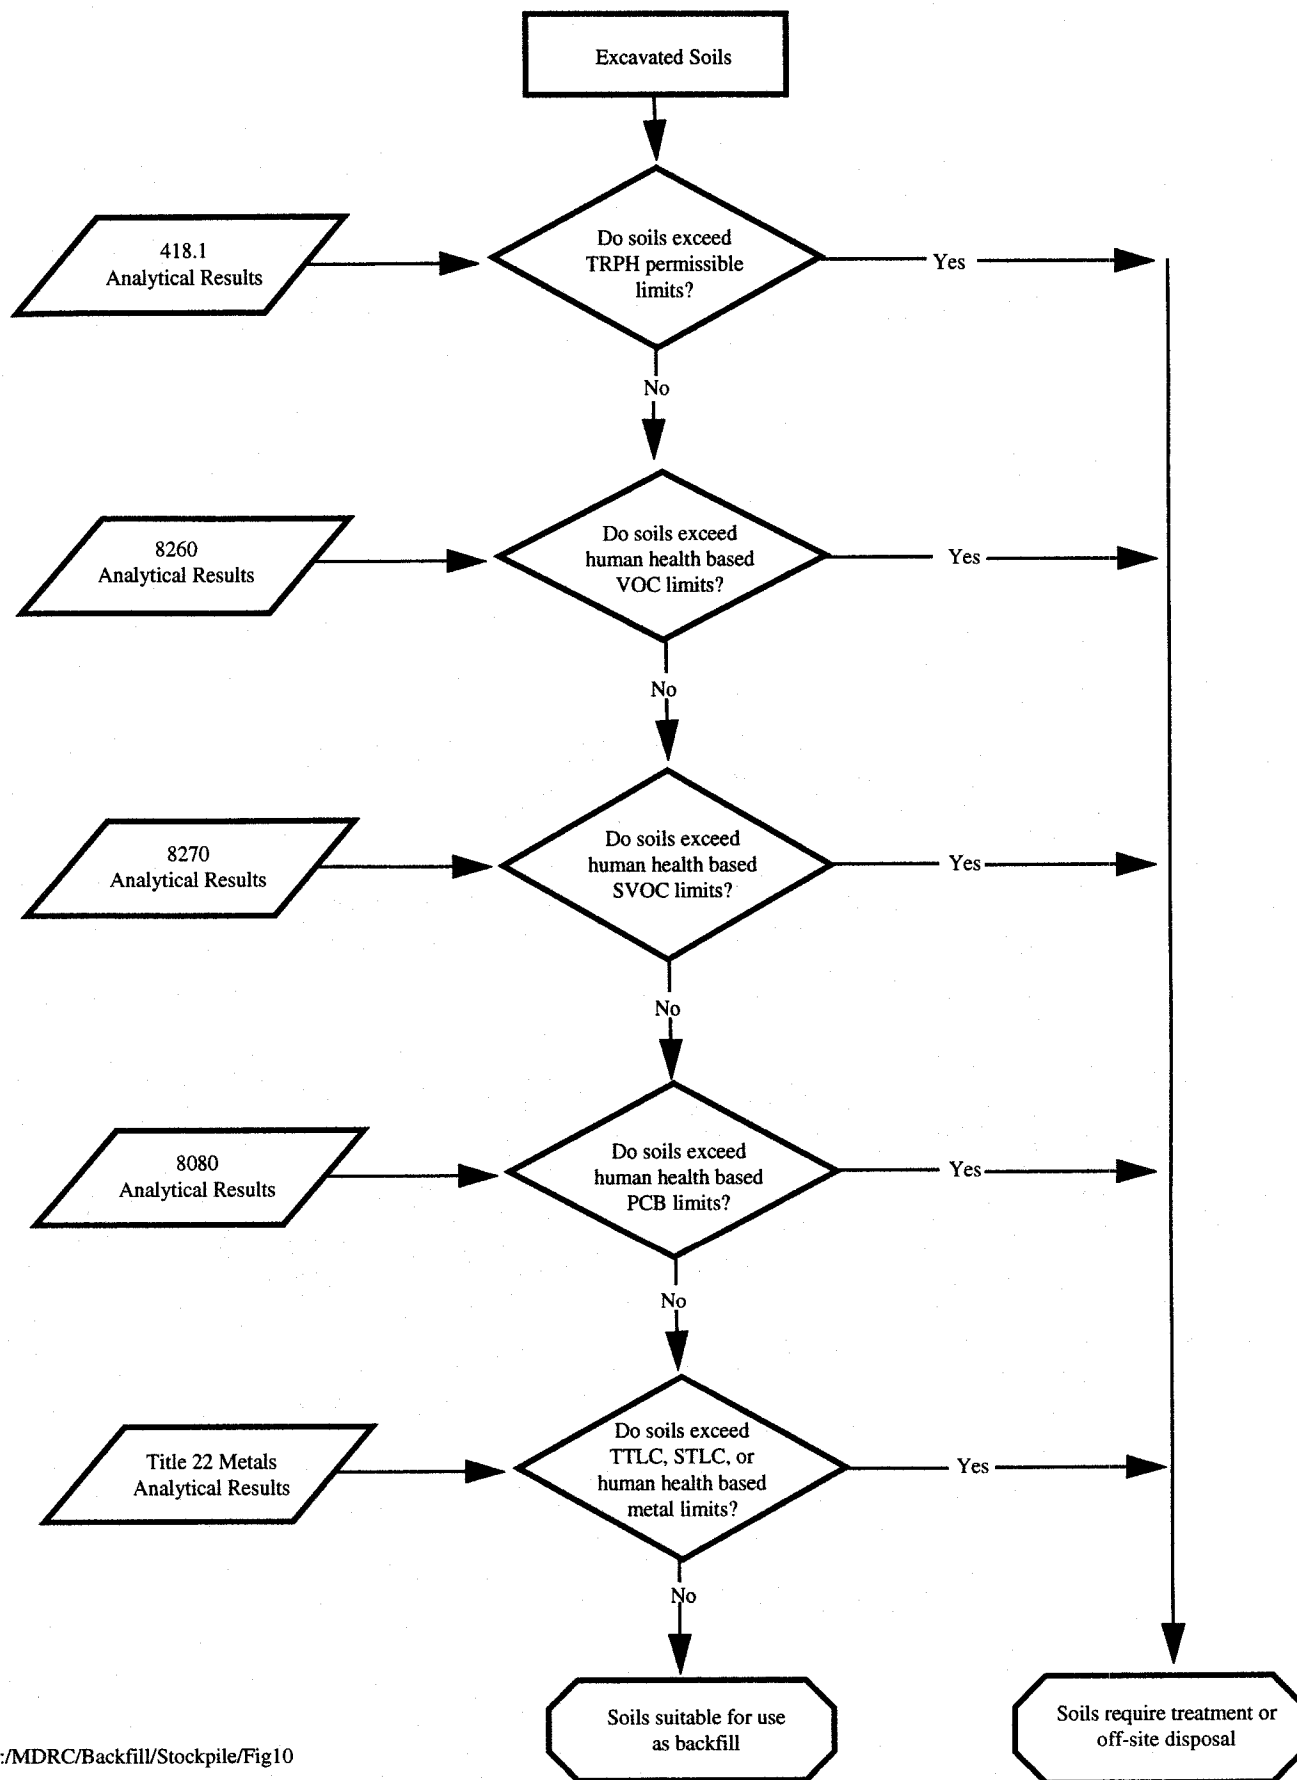 Excavated Soils
418.1
Analytical Results
Do soils exceed
TRPH permissible
limits?
Yes
No
8260
Analytical Results
Do soils exceed
human health based
VOC limits?
Yes
No
8270
Analytical Results
Do soils exceed
human health based
SVOC limits?
Yes
No
8080
Analytical Results
Do soils exceed
human health based
PCB limits?
Yes
No
Title 22 Metals
Analytical Results
Do soils exceed
TTLC, STLC, or
human health based
metal limits?
Yes
No
Soils suitable for use
as backfill
Soils require treatment or
off-site disposal
:/MDRC/Backfill/Stockpile/Fig10